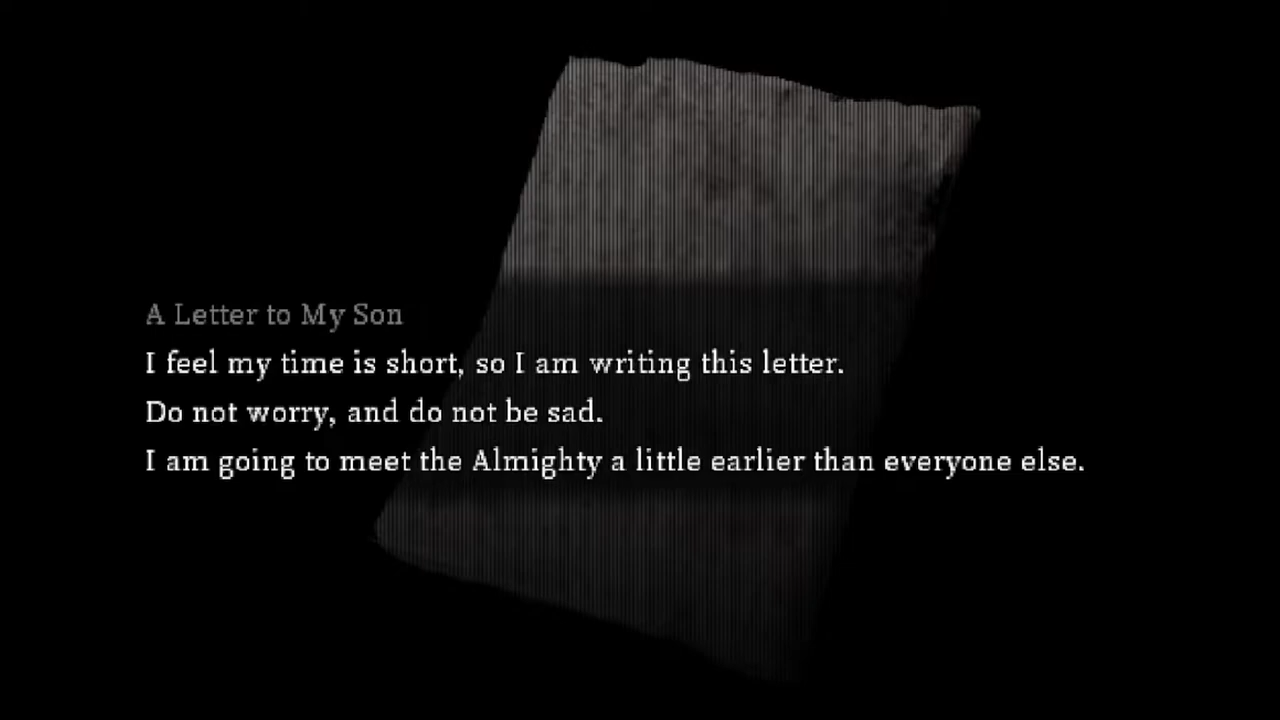 A Letter to My Son
I feel my time is short, so I am writing this letter.
Do not worry, and do not be sad.
I am going to meet the Almighty a little earlier than everyone else.